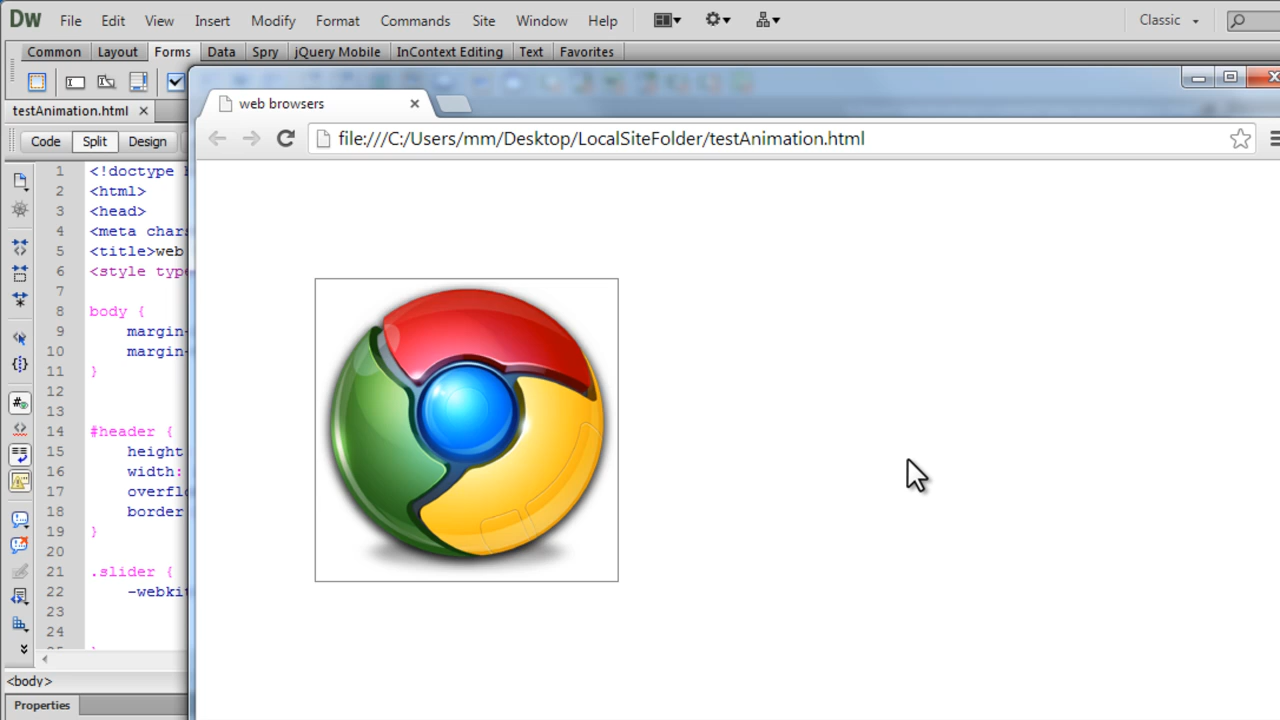 Dw File Edit View Insert Modify Format Commands Site Window Help Classic
Common Layout Forms Data Spry jQuery Mobile InContext Editing Text Favorites
testAnimation.html
web browsers
Code Split Design
file:///C:/Users/mm/Desktop/LocalSiteFolder/testAnimation.html
1 <!doctype
2 <html>
3 <head>
4 <meta chars
5 <title>web
6 <style type
7
8 body {
9 margin-
10 margin-
11 }
12
13
14 #header {
15 height
16 width:
17 overflo
18 border
19 }
20
21 .slider {
22 -webki
23
24
<body>
Properties